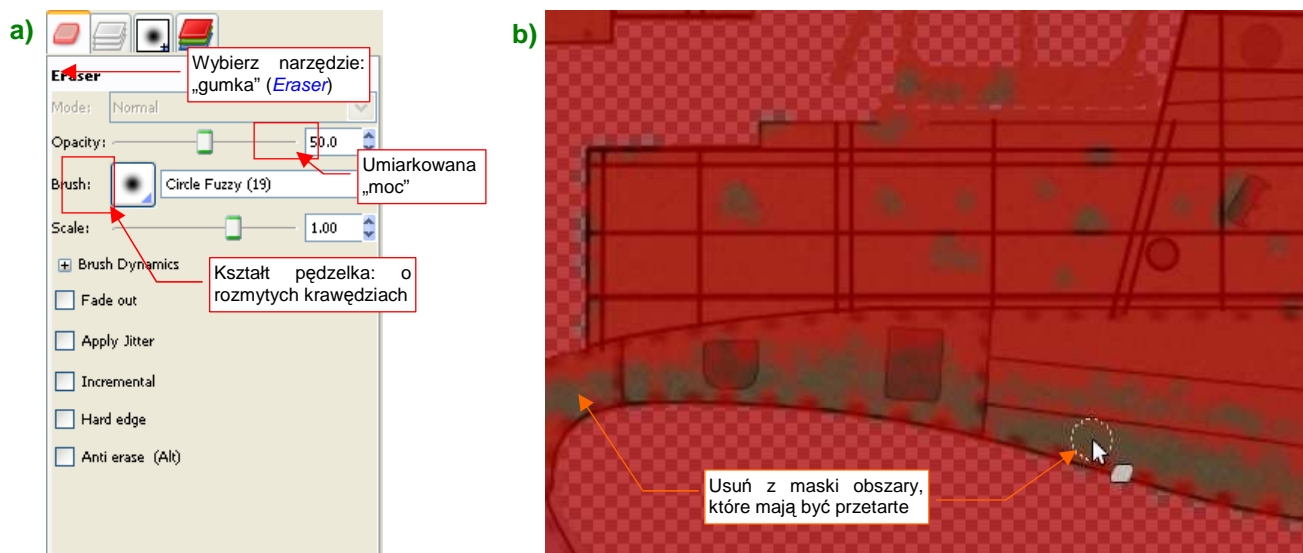 a)
b)
Wybierz narzędzie:
„gumka” (Eraser)
Eraser
Mode: Normal
Opacity: 50.0
Umiarkowana
„moc”
Brush: Circle Fuzzy (19)
Scale: 1.00
Brush Dynamics
Kształt pędzelka: o
rozmytych krawędziach
Fade out
Apply Jitter
Incremental
Hard edge
Anti erase (Alt)
Usuń z maski obszary,
które mają być przetarte